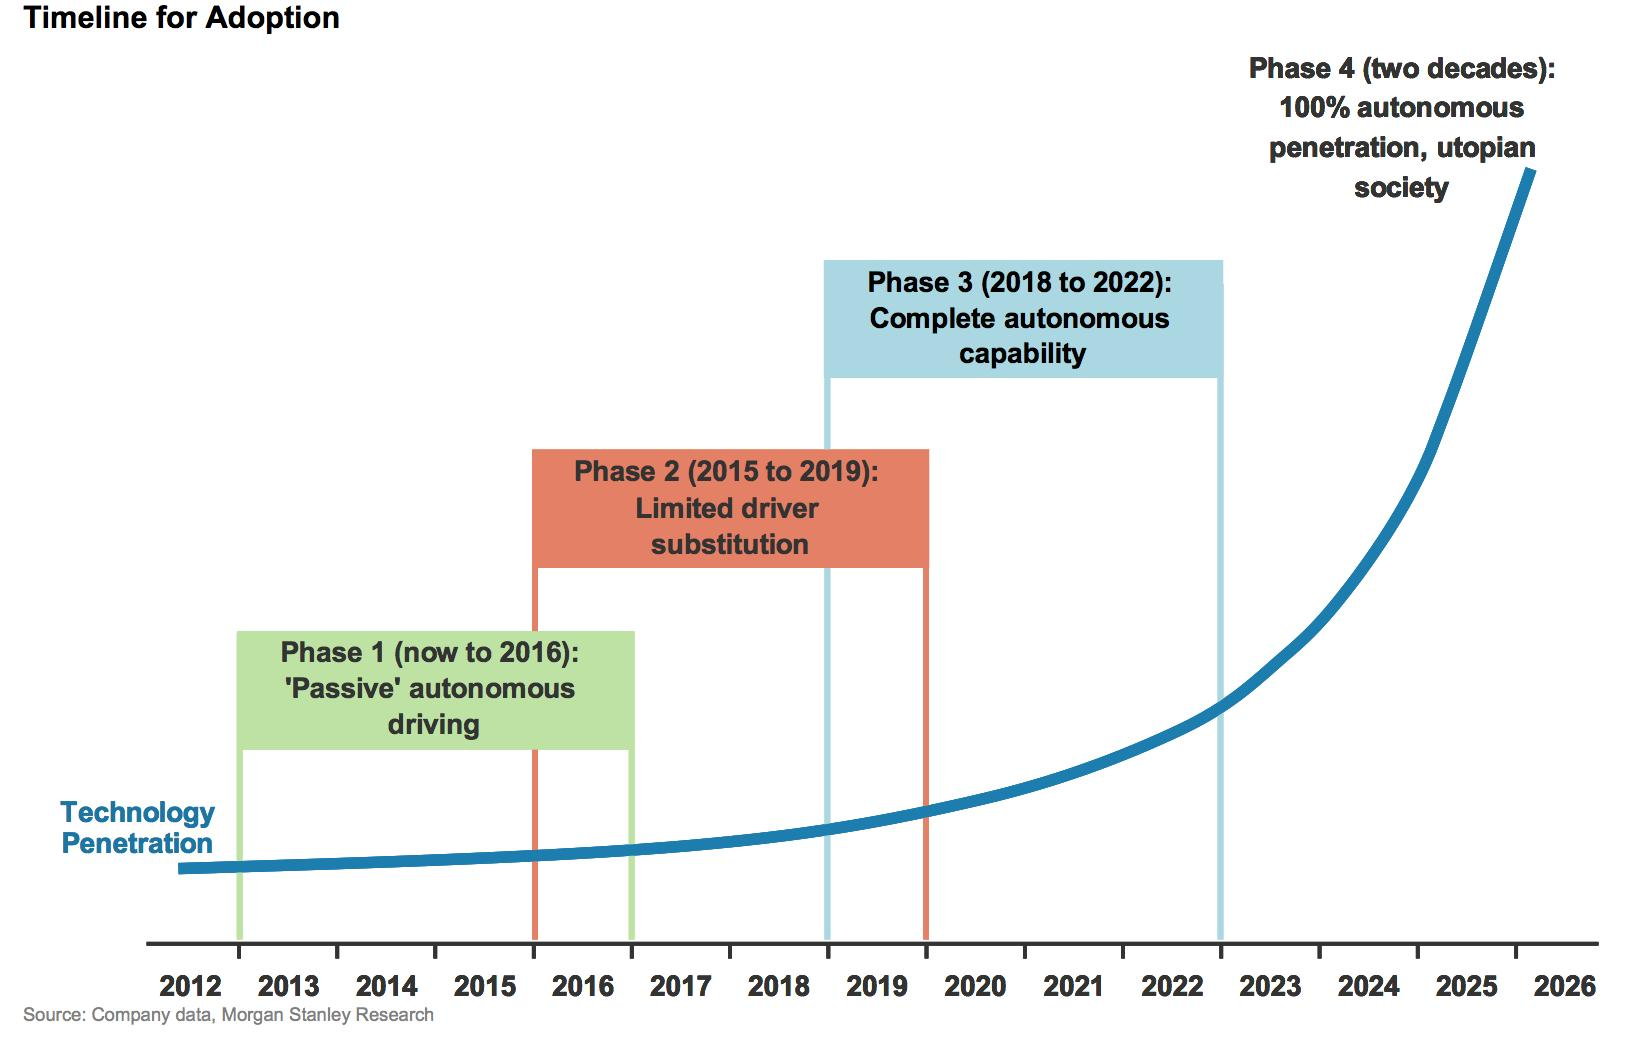 Timeline for Adoption
Phase 4 (two decades):
100% autonomous
penetration, utopian
society
Phase 3 (2018 to 2022):
Complete autonomous
capability
Phase 2 (2015 to 2019):
Limited driver
substitution
Phase 1 (now to 2016):
'Passive' autonomous
driving
Technology
Penetration
2012 2013 2014 2015 2016 2017 2018 2019 2020 2021 2022 2023 2024 2025 2026
Source: Company data, Morgan Stanley Research